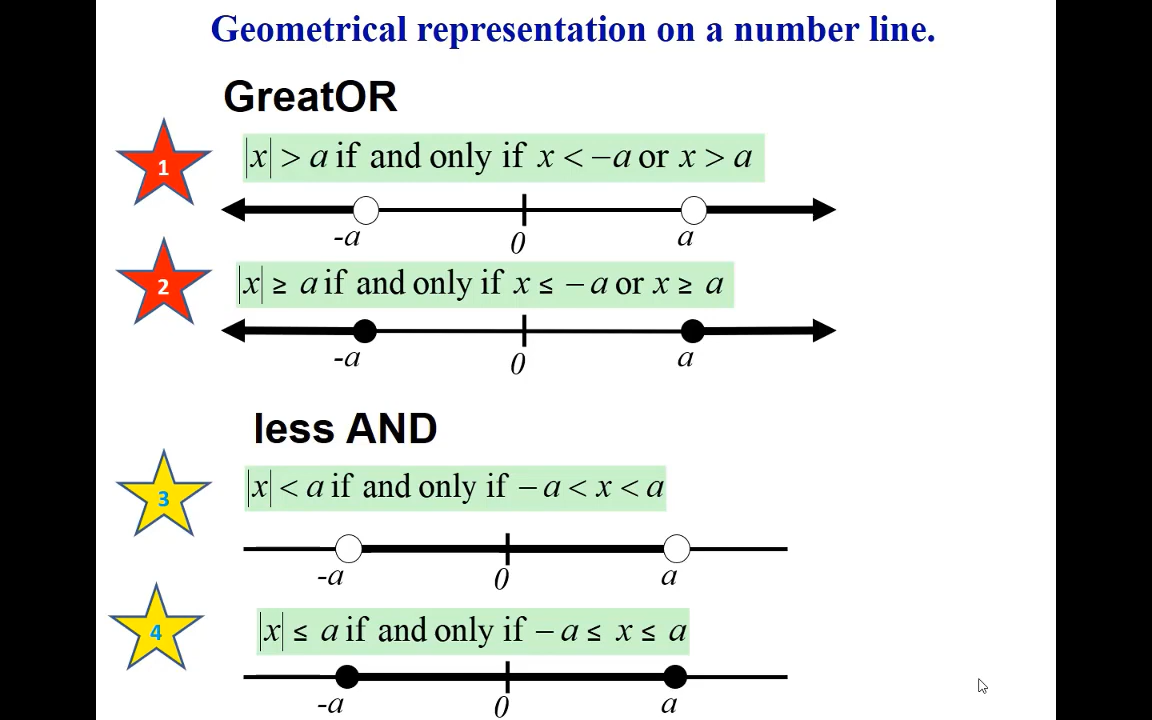 Geometrical representation on a number line.
GreatOR
1
|x| > a if and only if x < −a or x > a
-a 0 a
2
|x| ≥ a if and only if x ≤ −a or x ≥ a
-a 0 a
less AND
3
|x| < a if and only if −a < x < a
-a 0 a
4
|x| ≤ a if and only if −a ≤ x ≤ a
-a 0 a